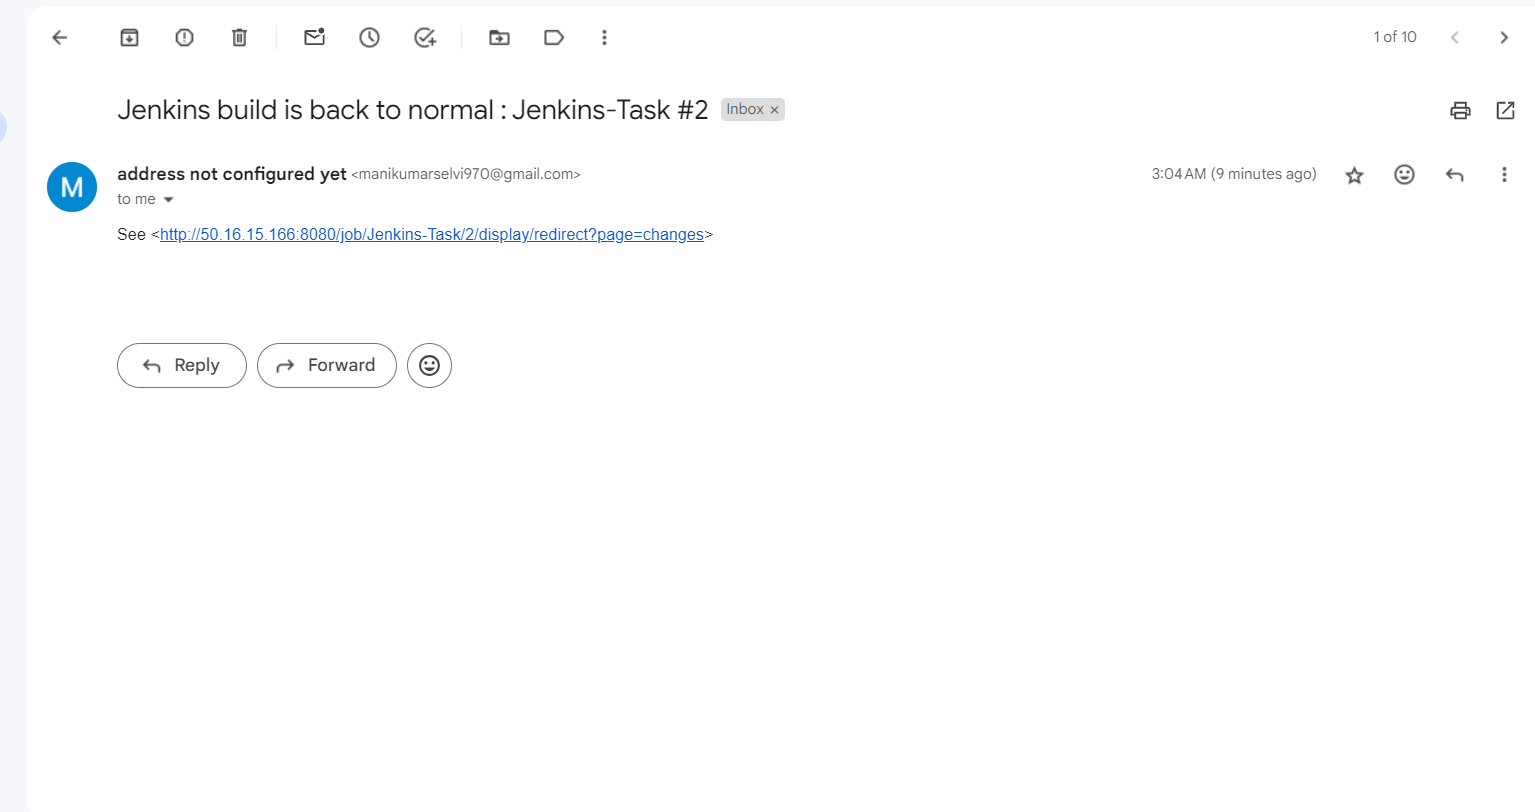 1 of 10
Jenkins build is back to normal : Jenkins-Task #2 Inbox ×
M
address not configured yet <manikumarselvi970@gmail.com> 3:04 AM (9 minutes ago)
to me
See <http://50.16.15.166:8080/job/Jenkins-Task/2/display/redirect?page=changes>
Reply Forward